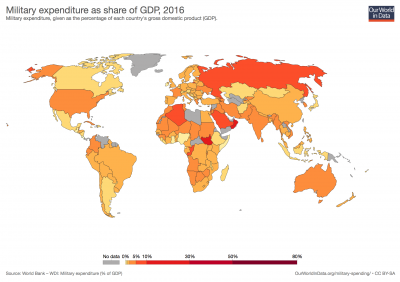 Military expenditure as share of GDP, 2016
Military expenditure, given as the percentage of each country's gross domestic product (GDP).
Our World
in Data
No data 0% 5% 10% 30% 50% 80%
Source: World Bank – WDI: Military expenditure (% of GDP)
OurWorldInData.org/military-spending/ • CC BY-SA